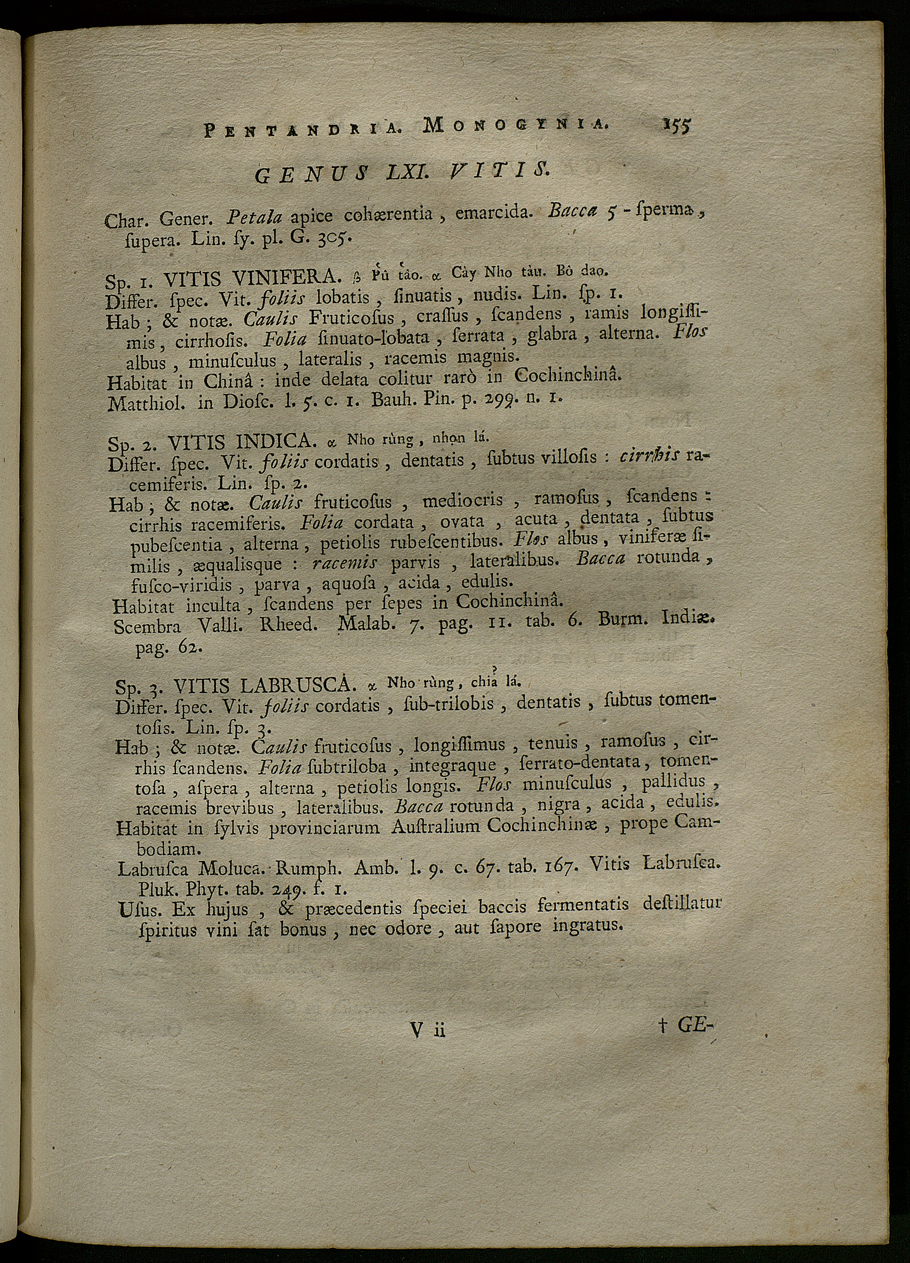 PENTANDRIA. MONOGYNIA. 155
GENUS LXI. VITIS.
Char. Gener. Petala apice cohærentia , emarcida. Bacca 5 - ſperma ,
ſupera. Lin. ſy. pl. G. 305.
Sp. 1. VITIS VINIFERA. β Pû tâo. α Cày Nho tàu. Bò dao.
Differ. ſpec. Vit. foliis lobatis , ſinuatis , nudis. Lin. ſp. 1.
Hab ; & notæ. Caulis Fruticoſus , craſſus , ſcandens , ramis longiſſi-
mis , cirrhoſis. Folia ſinuato-lobata , ſerrata , glabra , alterna. Flos
albus , minuſculus , lateralis , racemis magnis.
Habitat in Chinâ : inde delata colitur rarò in Cochinchinâ.
Matthiol. in Dioſc. l. 5. c. 1. Bauh. Pin. p. 299. n. 1.
Sp. 2. VITIS INDICA. α Nho rùng , nhọn lá.
Differ. ſpec. Vit. foliis cordatis , dentatis , ſubtus villoſis : cirrhis ra-
cemiferis. Lin. ſp. 2.
Hab ; & notæ. Caulis fruticoſus , mediocris , ramoſus , ſcandens :
cirrhis racemiferis. Folia cordata , ovata , acuta , dentata , ſubtus
pubeſcentia , alterna , petiolis rubeſcentibus. Flos albus , viniferæ ſi-
milis , æqualisque : racemis parvis , lateralibus. Bacca rotunda ,
fuſco-viridis , parva , aquoſa , acida , edulis.
Habitat inculta , ſcandens per ſepes in Cochinchinâ.
Scembra Valli. Rheed. Malab. 7. pag. 11. tab. 6. Burm. Indiæ.
pag. 62.
Sp. 3. VITIS LABRUSCA. α Nho rùng , chiả lá.
Differ. ſpec. Vit. foliis cordatis , ſub-trilobis , dentatis , ſubtus tomen-
toſis. Lin. ſp. 3.
Hab ; & notæ. Caulis fruticoſus , longiſſimus , tenuis , ramoſus , cir-
rhis ſcandens. Folia ſubtriloba , integraque , ſerrato-dentata , tomen-
toſa , aſpera , alterna , petiolis longis. Flos minuſculus , pallidus ,
racemis brevibus , lateralibus. Bacca rotunda , nigra , acida , edulis.
Habitat in ſylvis provinciarum Auſtralium Cochinchinæ , prope Cam-
bodiam.
Labruſca Moluca. Rumph. Amb. l. 9. c. 67. tab. 167. Vitis Labruſca.
Pluk. Phyt. tab. 249. f. 1.
Uſus. Ex hujus , & præcedentis ſpeciei baccis fermentatis deſtillatur
ſpiritus vini ſat bonus , nec odore , aut ſapore ingratus.
V ii † GE-